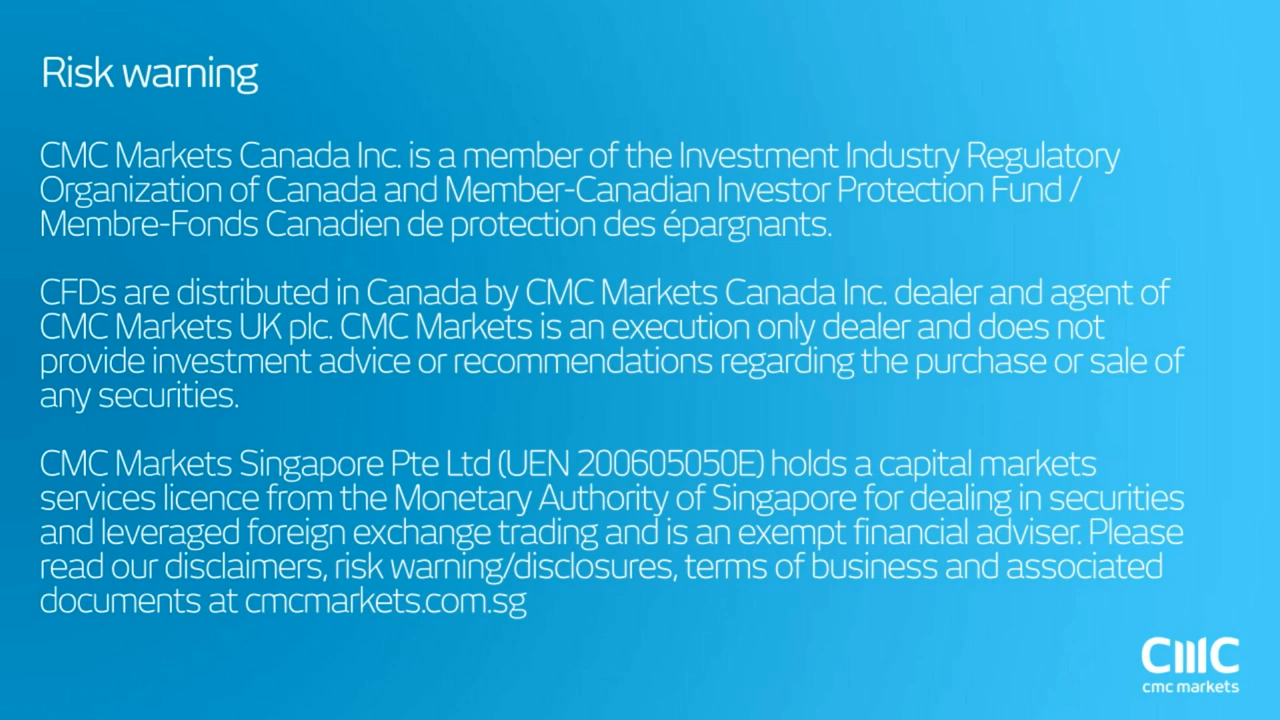 Risk warning
CMC Markets Canada Inc. is a member of the Investment Industry Regulatory
Organization of Canada and Member-Canadian Investor Protection Fund /
Membre-Fonds Canadien de protection des épargnants.
CFDs are distributed in Canada by CMC Markets Canada Inc. dealer and agent of
CMC Markets UK plc. CMC Markets is an execution only dealer and does not
provide investment advice or recommendations regarding the purchase or sale of
any securities.
CMC Markets Singapore Pte Ltd (UEN 200605050E) holds a capital markets
services licence from the Monetary Authority of Singapore for dealing in securities
and leveraged foreign exchange trading and is an exempt financial adviser. Please
read our disclaimers, risk warning/disclosures, terms of business and associated
documents at cmcmarkets.com.sg
CMC
cmc markets